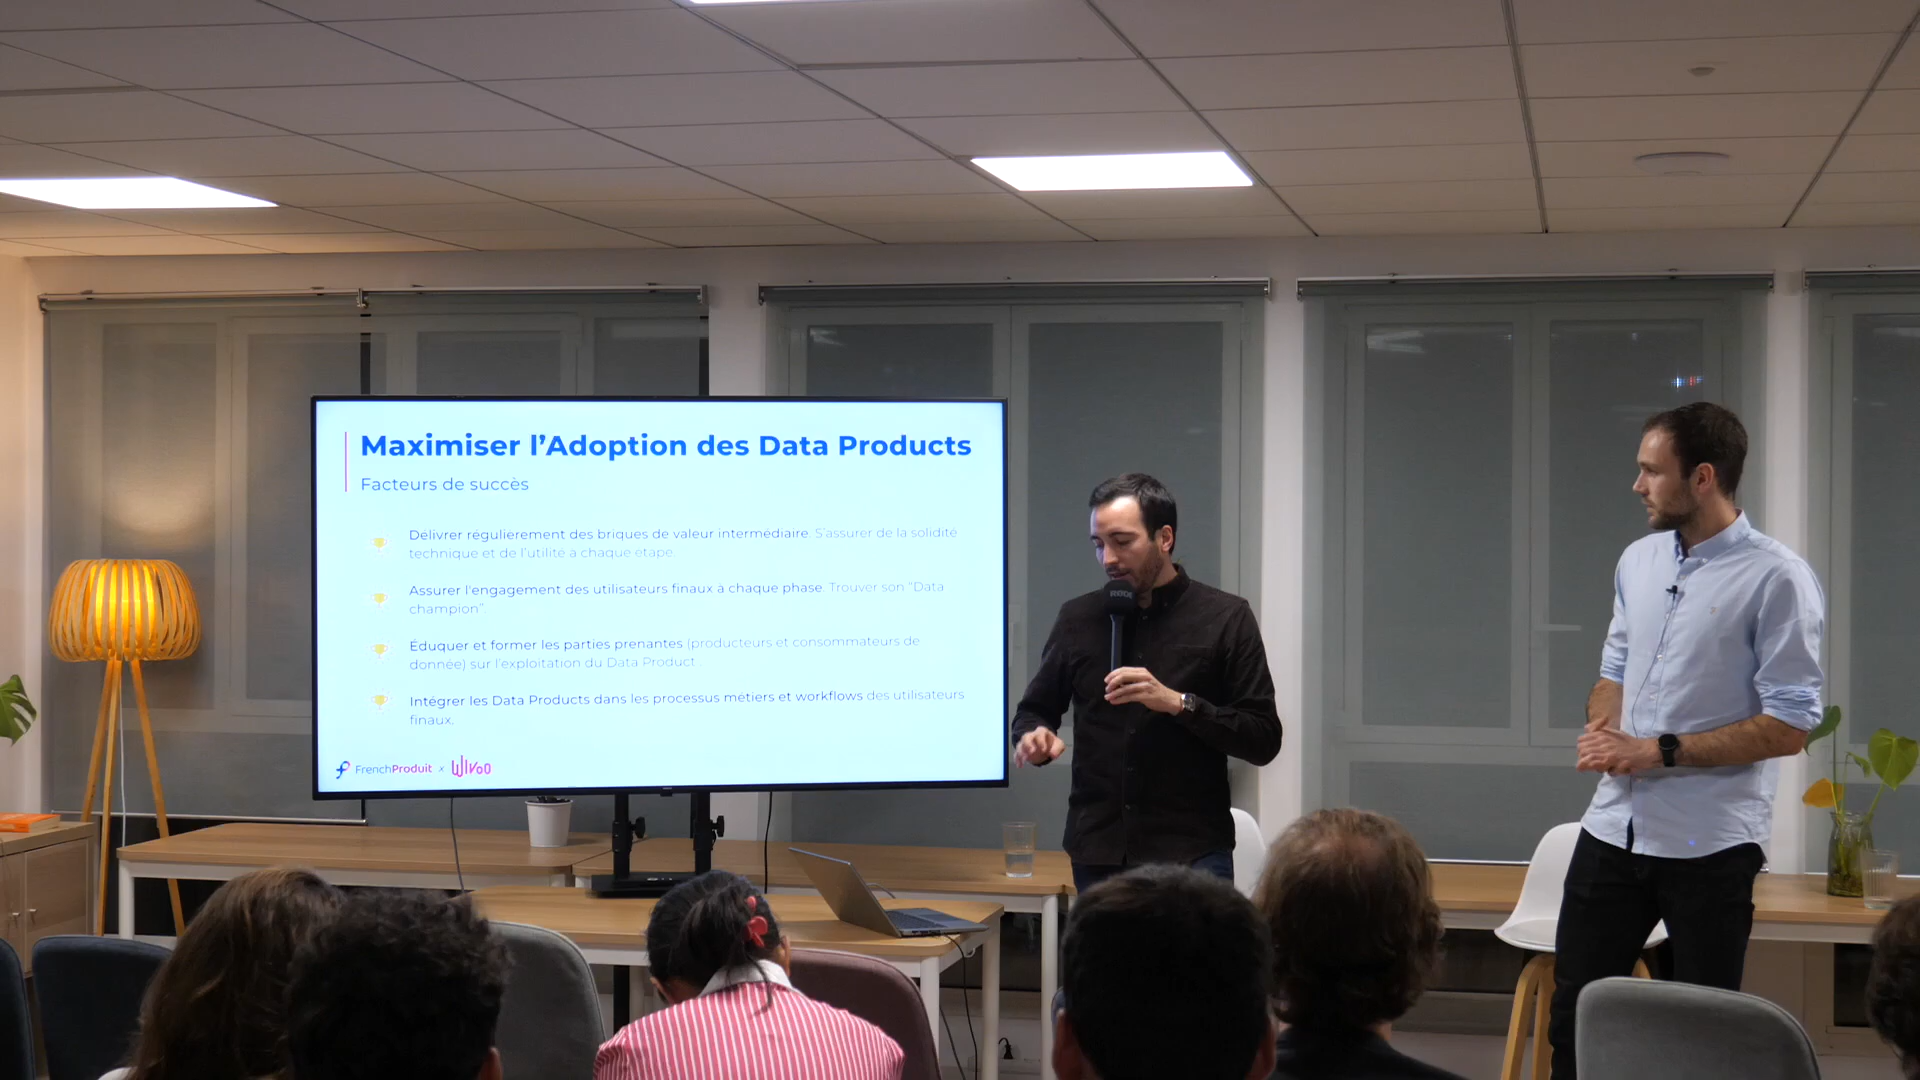 Maximiser l'Adoption des Data Products
Facteurs de succès
Délivrer régulièrement des briques de valeur intermédiaire. S'assurer de la solidité
technique et de l'utilité à chaque étape.
Assurer l'engagement des utilisateurs finaux à chaque phase. Trouver son "Data
champion".
Éduquer et former les parties prenantes (producteurs et consommateurs de
donnée) sur l'exploitation du Data Product.
Intégrer les Data Products dans les processus métiers et workflows des utilisateurs
finaux.
FrenchProduit x wivoo
RØDE